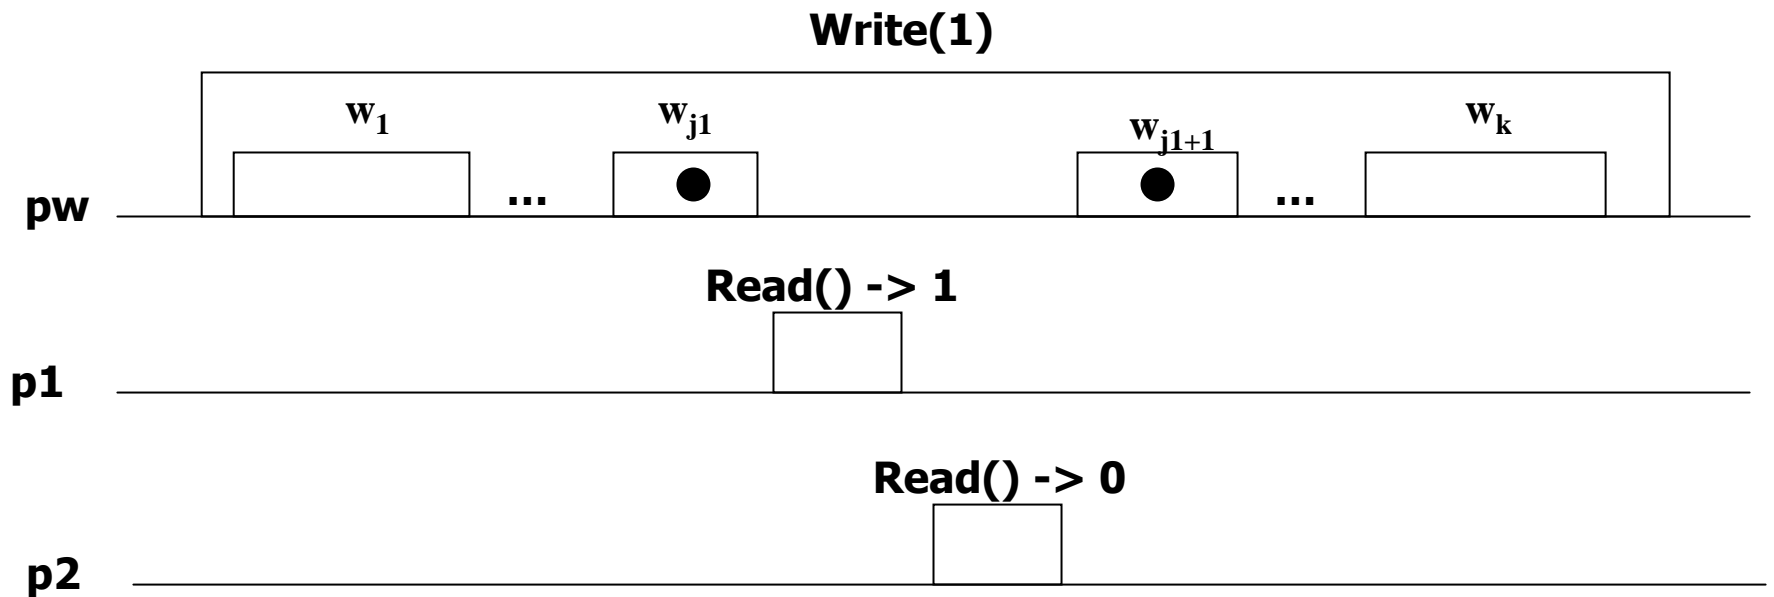 Write(1)
w1 wj1 wj1+1 wk
pw ... ...
Read() -> 1
p1
Read() -> 0
p2